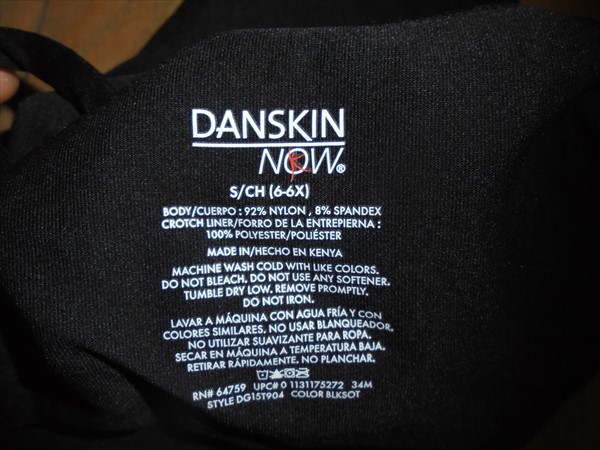 DANSKIN
NOW®
S/CH (6-6X)
BODY/CUERPO : 92% NYLON , 8% SPANDEX
CROTCH LINER/FORRO DE LA ENTREPIERNA :
100% POLYESTER/POLIÉSTER
MADE IN/HECHO EN KENYA
MACHINE WASH COLD WITH LIKE COLORS.
DO NOT BLEACH. DO NOT USE ANY SOFTENER.
TUMBLE DRY LOW. REMOVE PROMPTLY.
DO NOT IRON.
LAVAR A MÁQUINA CON AGUA FRÍA Y CON
COLORES SIMILARES. NO USAR BLANQUEADOR.
NO UTILIZAR SUAVIZANTE PARA ROPA.
SECAR EN MÁQUINA A TEMPERATURA BAJA.
RETIRAR RÁPIDAMENTE. NO PLANCHAR.
RN# 64759 UPC# 0 1131175272 34M
STYLE DG15T904 COLOR BLKSOT